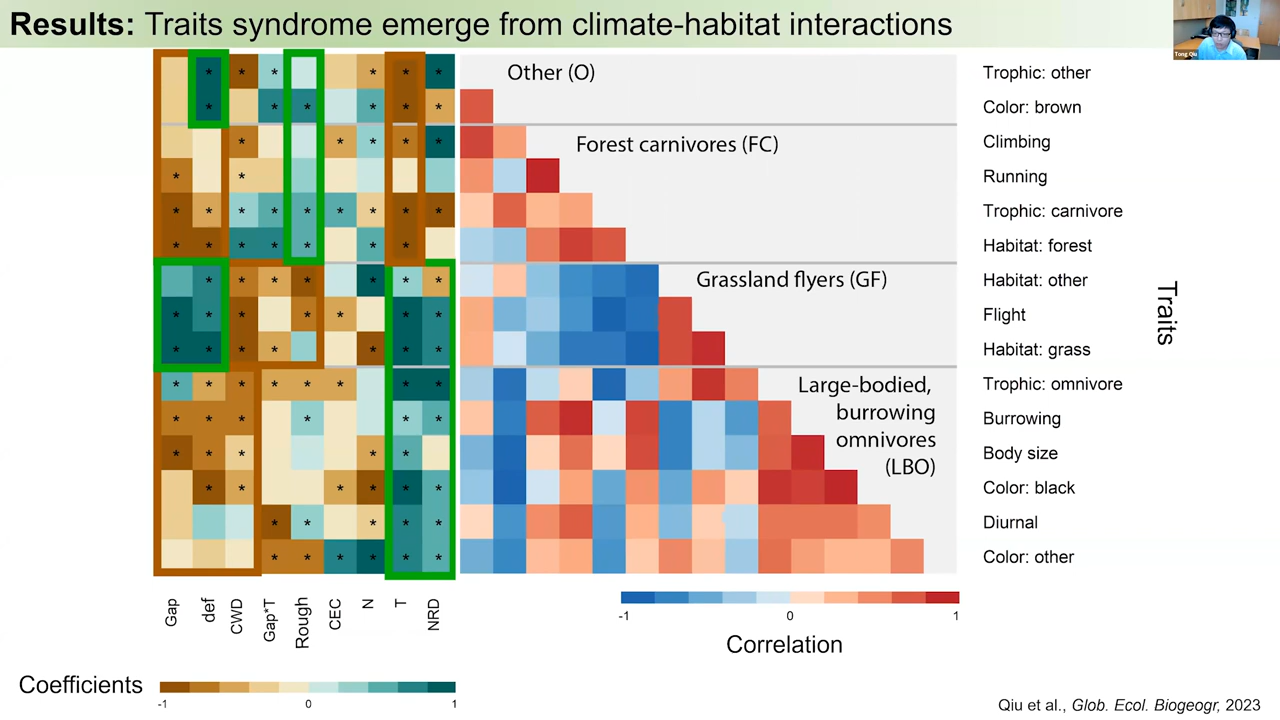 Results: Traits syndrome emerge from climate-habitat interactions
Tong Qiu
Other (O)
Forest carnivores (FC)
Grassland flyers (GF)
Large-bodied,
burrowing
omnivores
(LBO)
Trophic: other
Color: brown
Climbing
Running
Trophic: carnivore
Habitat: forest
Habitat: other
Flight
Habitat: grass
Trophic: omnivore
Burrowing
Body size
Color: black
Diurnal
Color: other
Traits
Gap
def
CWD
Gap*T
Rough
CEC
N
T
NRD
-1
0
1
Correlation
Coefficients
-1
0
1
Qiu et al., Glob. Ecol. Biogeogr, 2023